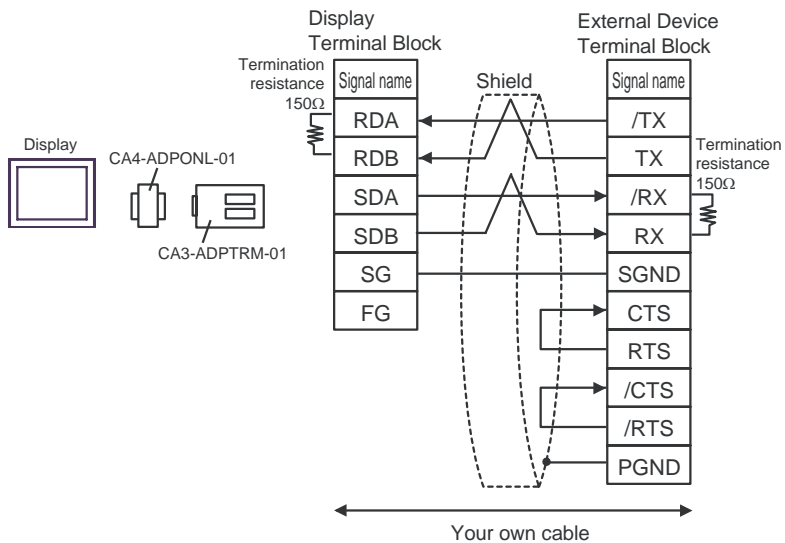 Display
Terminal Block
External Device
Terminal Block
Termination
resistance
150Ω
Signal name
Shield
Signal name
RDA
/TX
RDB
TX
Termination
resistance
150Ω
Display
CA4-ADPONL-01
SDA
/RX
SDB
RX
CA3-ADPTRM-01
SG
SGND
FG
CTS
RTS
/CTS
/RTS
PGND
Your own cable